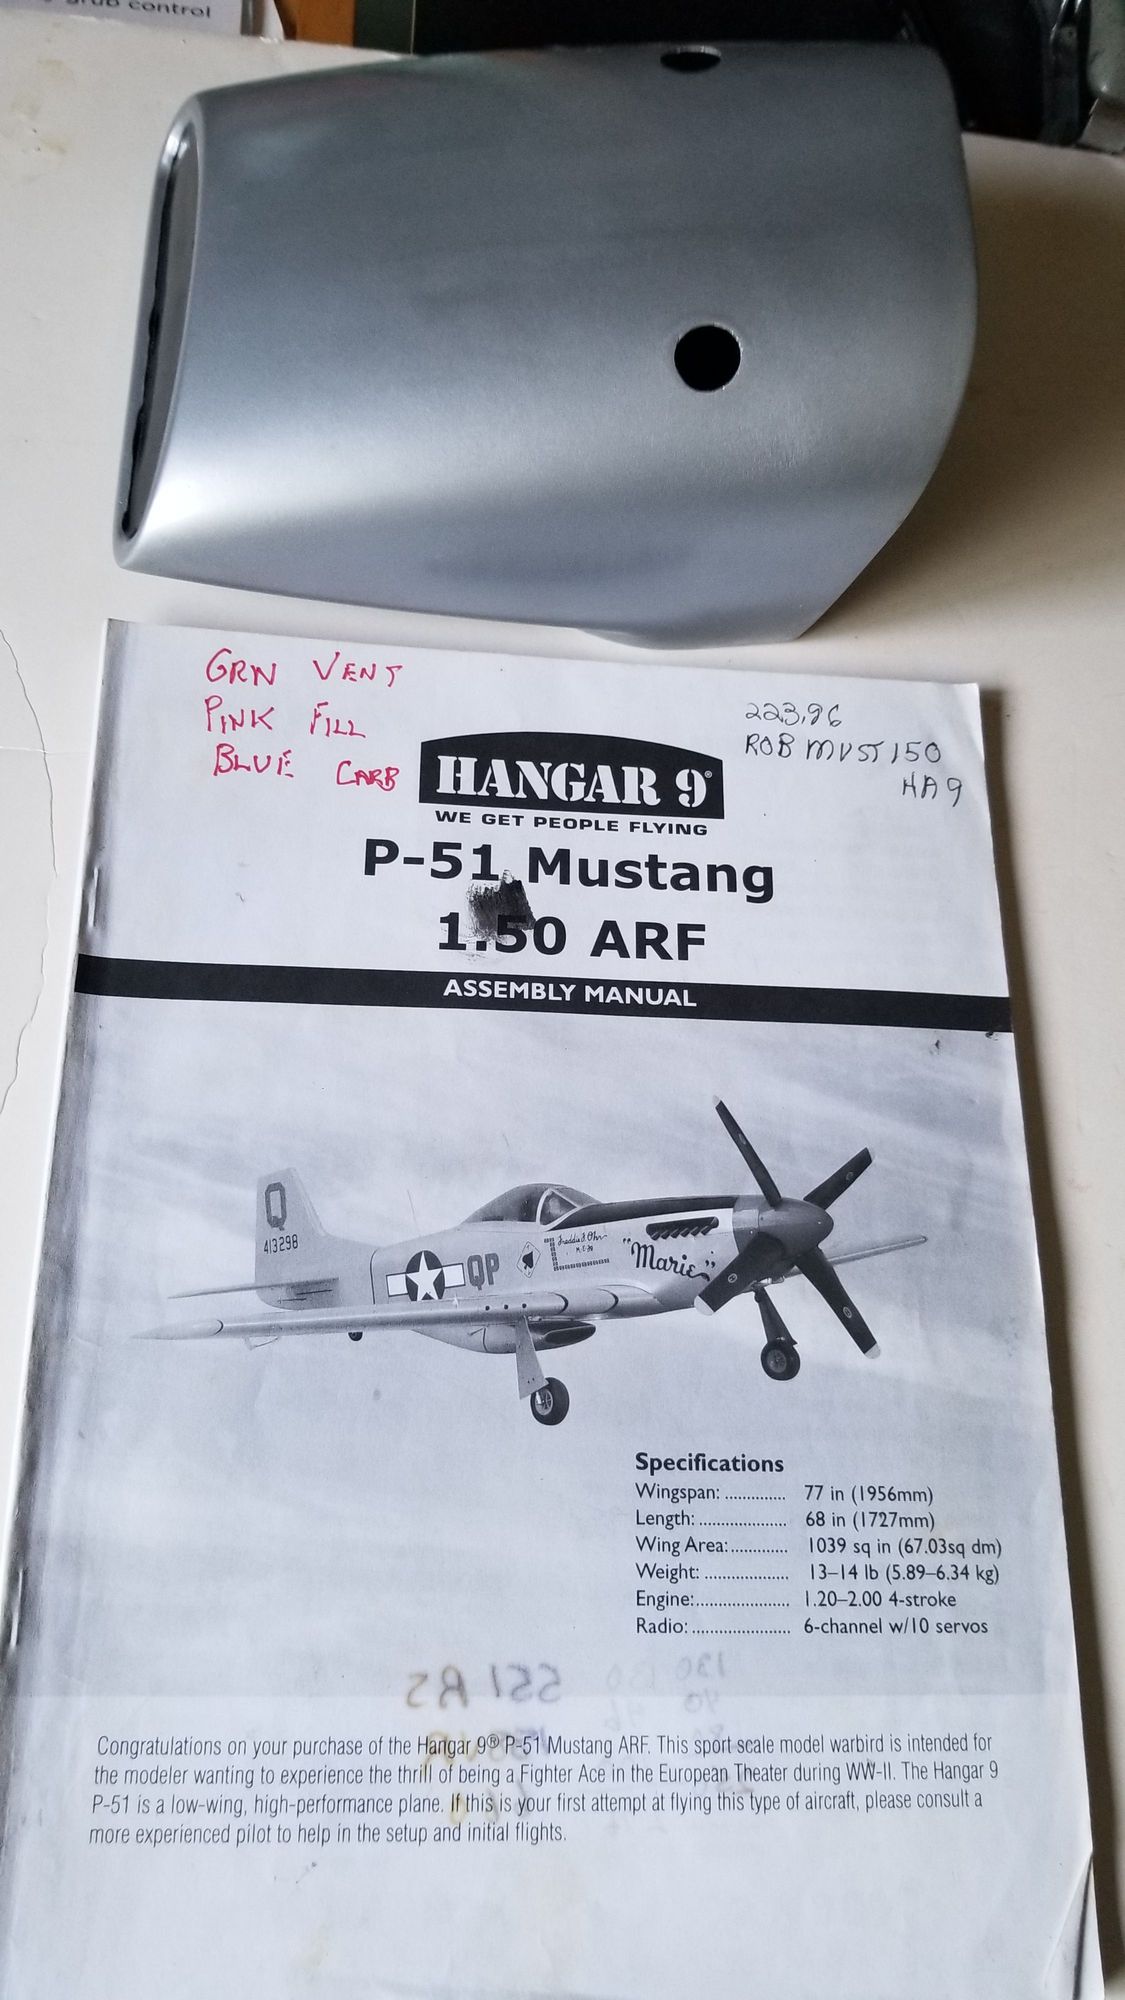 grub control
GRN VENT
PINK FILL
BLUE CARB
223.96
ROB MUST 150
HA9
HANGAR 9®
WE GET PEOPLE FLYING
P-51 Mustang
1.50 ARF
ASSEMBLY MANUAL
Q
413298
QP
"Marie"
Specifications
Wingspan: .............. 77 in (1956mm)
Length: .................... 68 in (1727mm)
Wing Area:............. 1039 sq in (67.03sq dm)
Weight: ................... 13–14 lb (5.89–6.34 kg)
Engine:...................... 1.20–2.00 4-stroke
Radio: ...................... 6-channel w/10 servos
Congratulations on your purchase of the Hangar 9® P-51 Mustang ARF. This sport scale model warbird is intended for
the modeler wanting to experience the thrill of being a Fighter Ace in the European Theater during WW-II. The Hangar 9
P-51 is a low-wing, high-performance plane. If this is your first attempt at flying this type of aircraft, please consult a
more experienced pilot to help in the setup and initial flights.